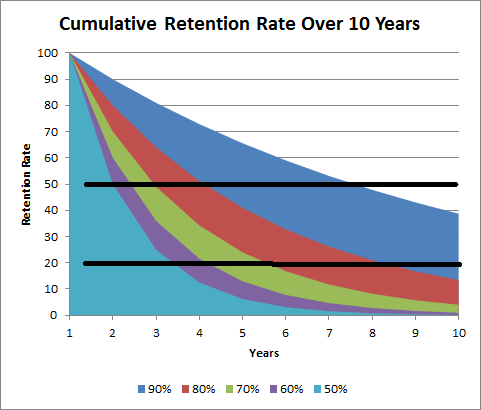 Cumulative Retention Rate Over 10 Years
100
90
80
70
60
50
40
30
20
10
0
Retention Rate
1 2 3 4 5 6 7 8 9 10
Years
90% 80% 70% 60% 50%